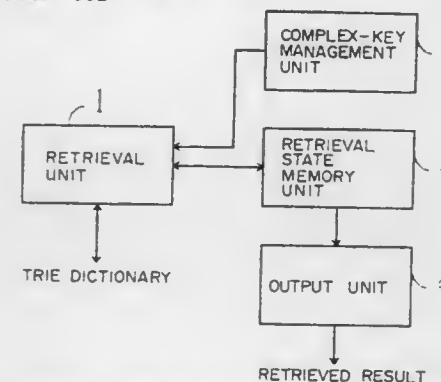 COMPLEX-KEY
MANAGEMENT
UNIT
1
RETRIEVAL
UNIT
RETRIEVAL
STATE
MEMORY
UNIT
TRIE DICTIONARY
OUTPUT UNIT
RETRIEVED RESULT